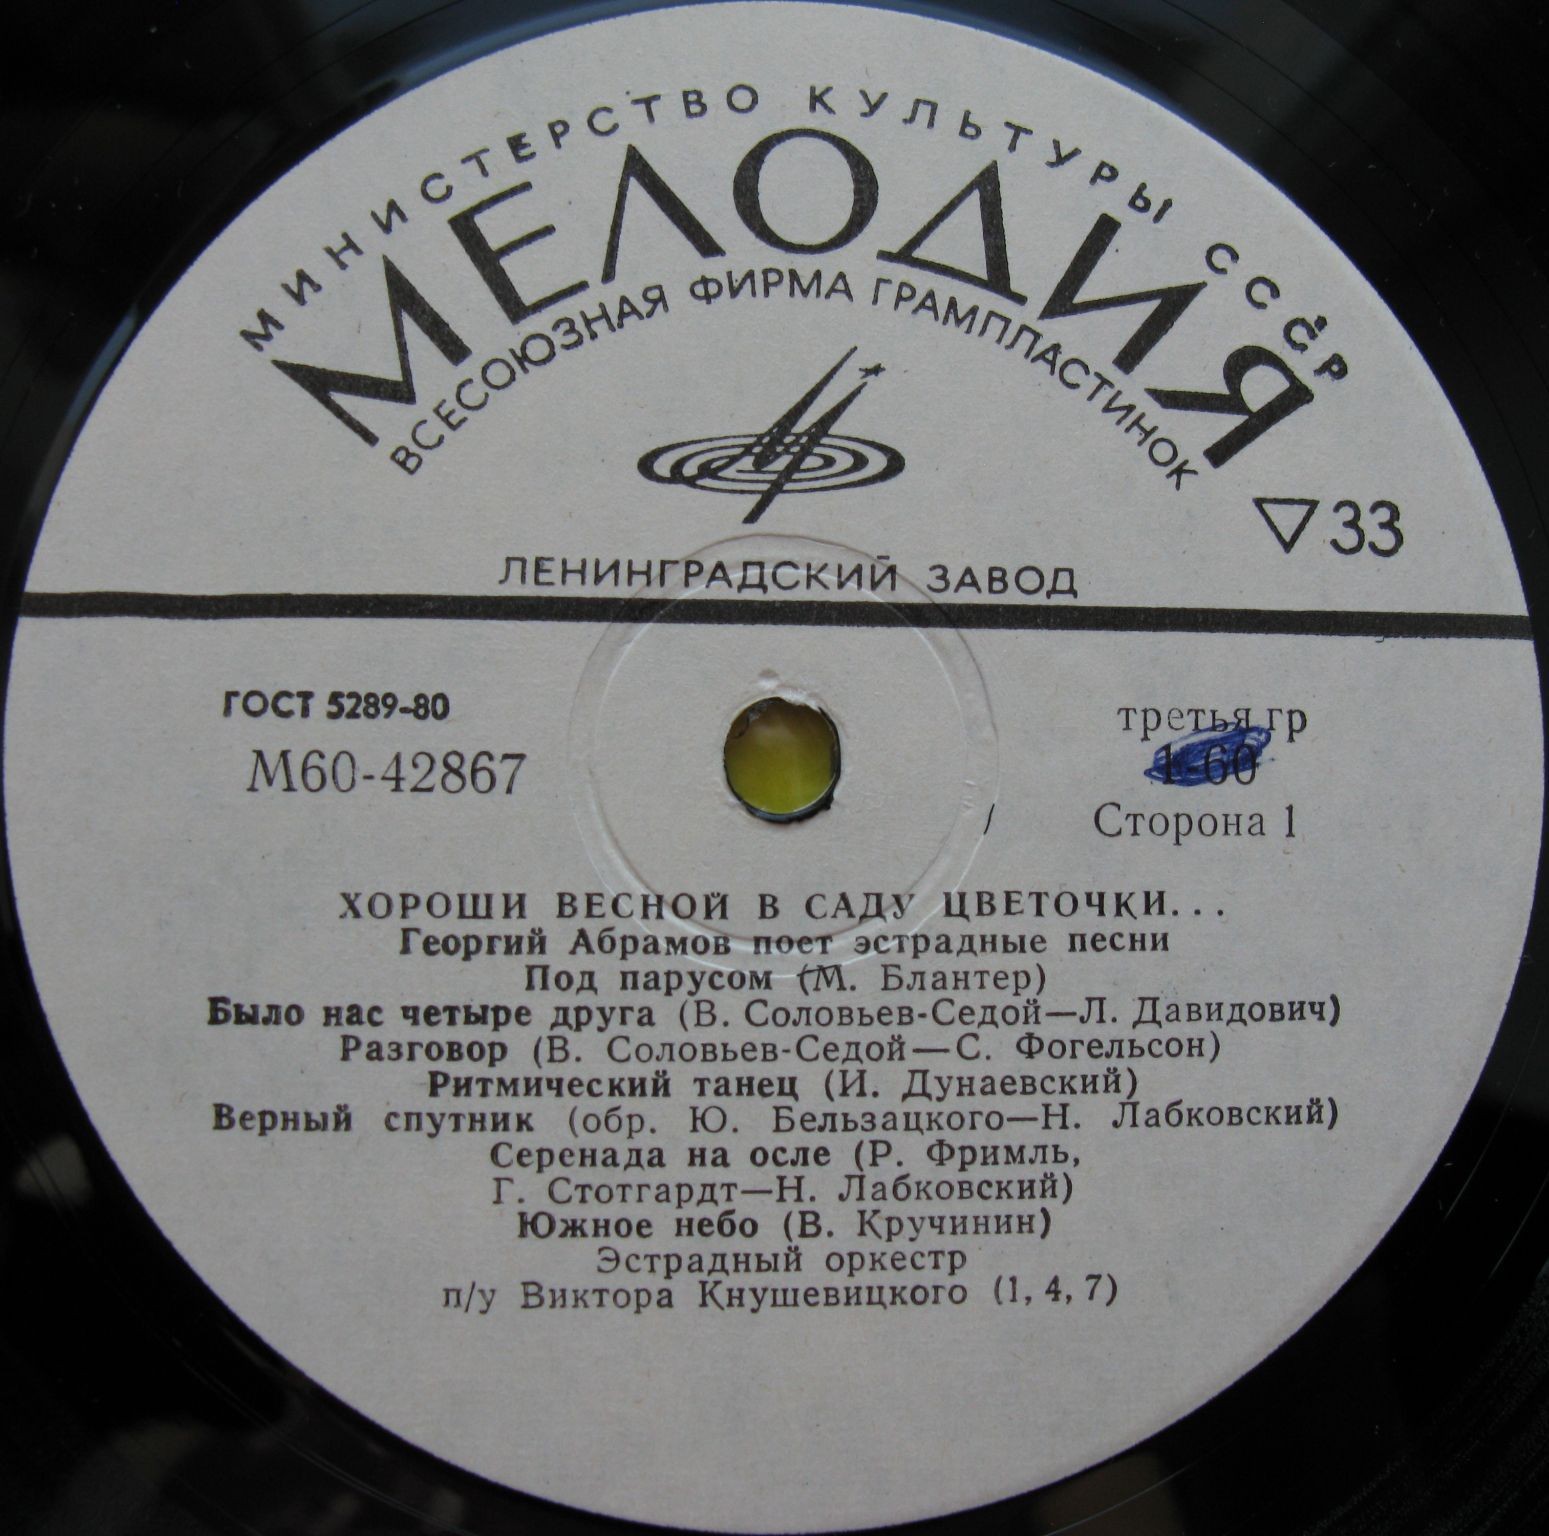 МИНИСТЕРСТВО КУЛЬТУРЫ СССР
МЕЛОДИЯ
ВСЕСОЮЗНАЯ ФИРМА ГРАМПЛАСТИНОК
33
ЛЕНИНГРАДСКИЙ ЗАВОД
ГОСТ 5289-80
третья гр
М60-42867
1-60
Сторона 1
ХОРОШИ ВЕСНОЙ В САДУ ЦВЕТОЧКИ...
Георгий Абрамов поет эстрадные песни
Под парусом (М. Блантер)
Было нас четыре друга (В. Соловьев-Седой—Л. Давидович)
Разговор (В. Соловьев-Седой—С. Фогельсон)
Ритмический танец (И. Дунаевский)
Верный спутник (обр. Ю. Бельзацкого—Н. Лабковский)
Серенада на осле (Р. Фримль,
Г. Стотгардт—Н. Лабковский)
Южное небо (В. Кручинин)
Эстрадный оркестр
п/у Виктора Кнушевицкого (1, 4, 7)